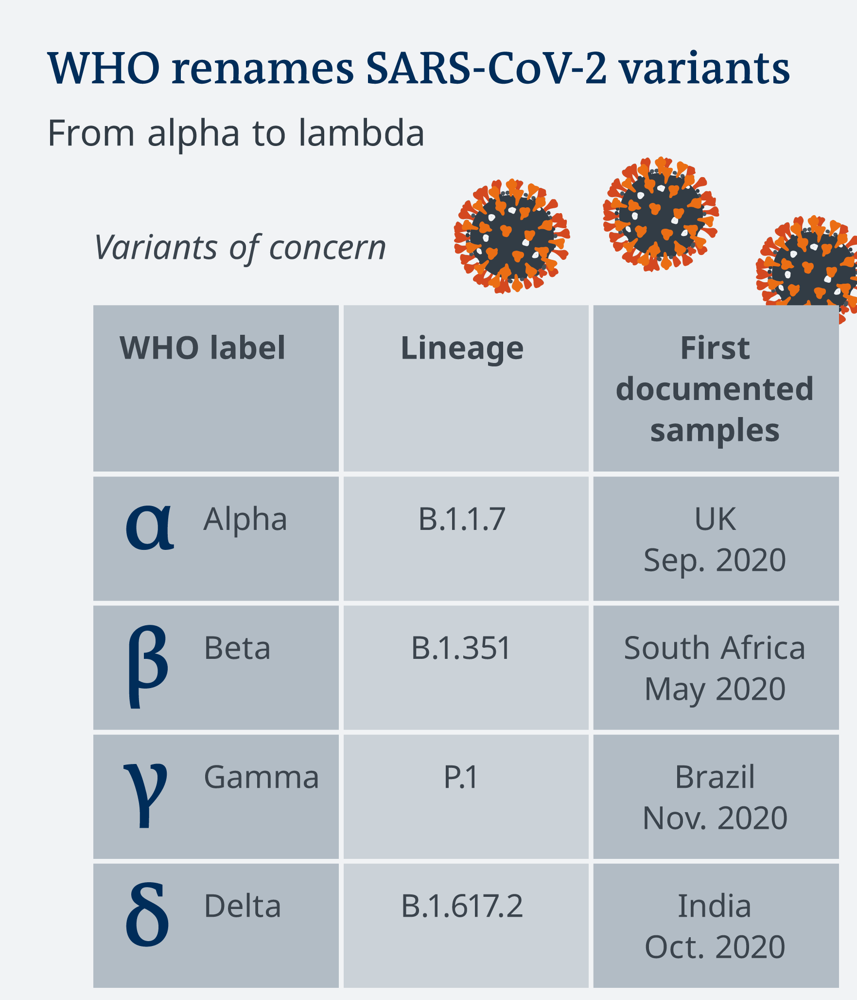 WHO renames SARS-CoV-2 variants
From alpha to lambda
Variants of concern
WHO label Lineage First
documented
samples
α Alpha B.1.1.7 UK
Sep. 2020
β Beta B.1.351 South Africa
May 2020
γ Gamma P.1 Brazil
Nov. 2020
δ Delta B.1.617.2 India
Oct. 2020